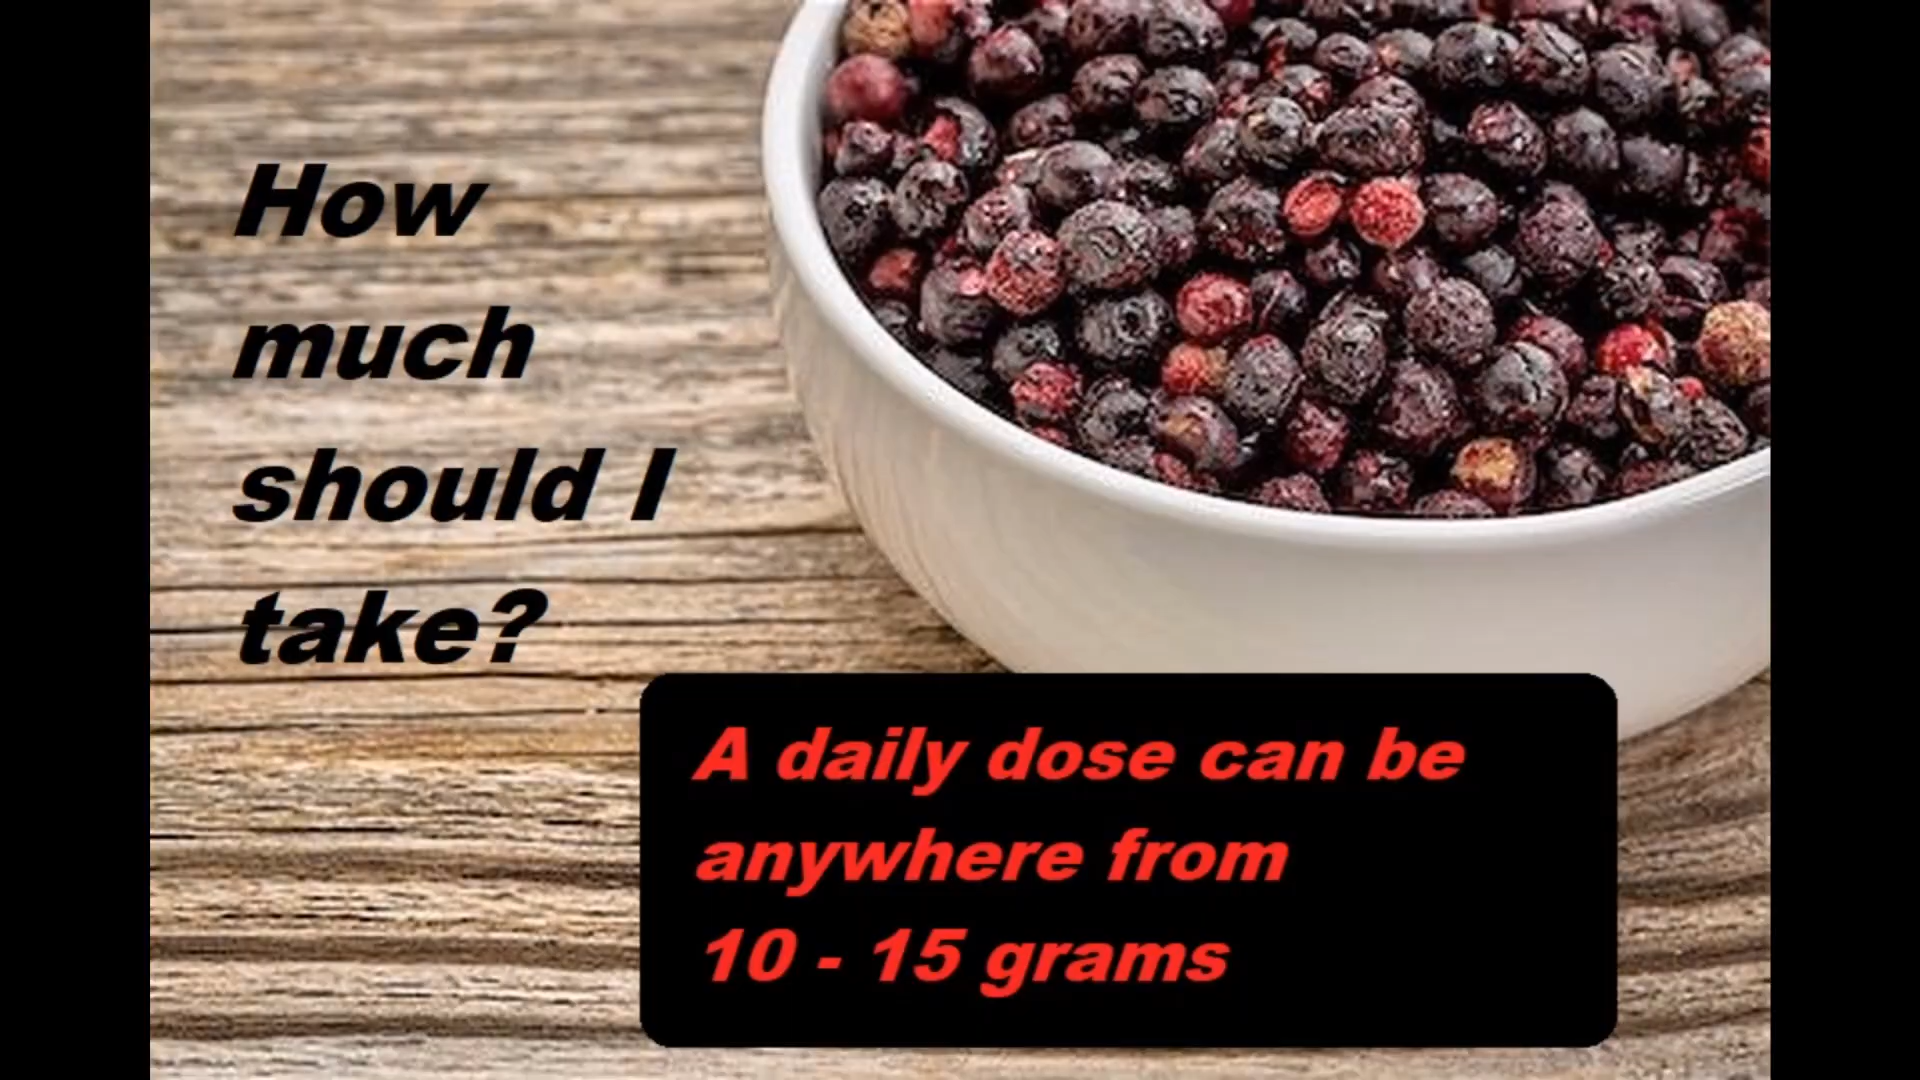 How
much
should I
take?
A daily dose can be
anywhere from
10 - 15 grams